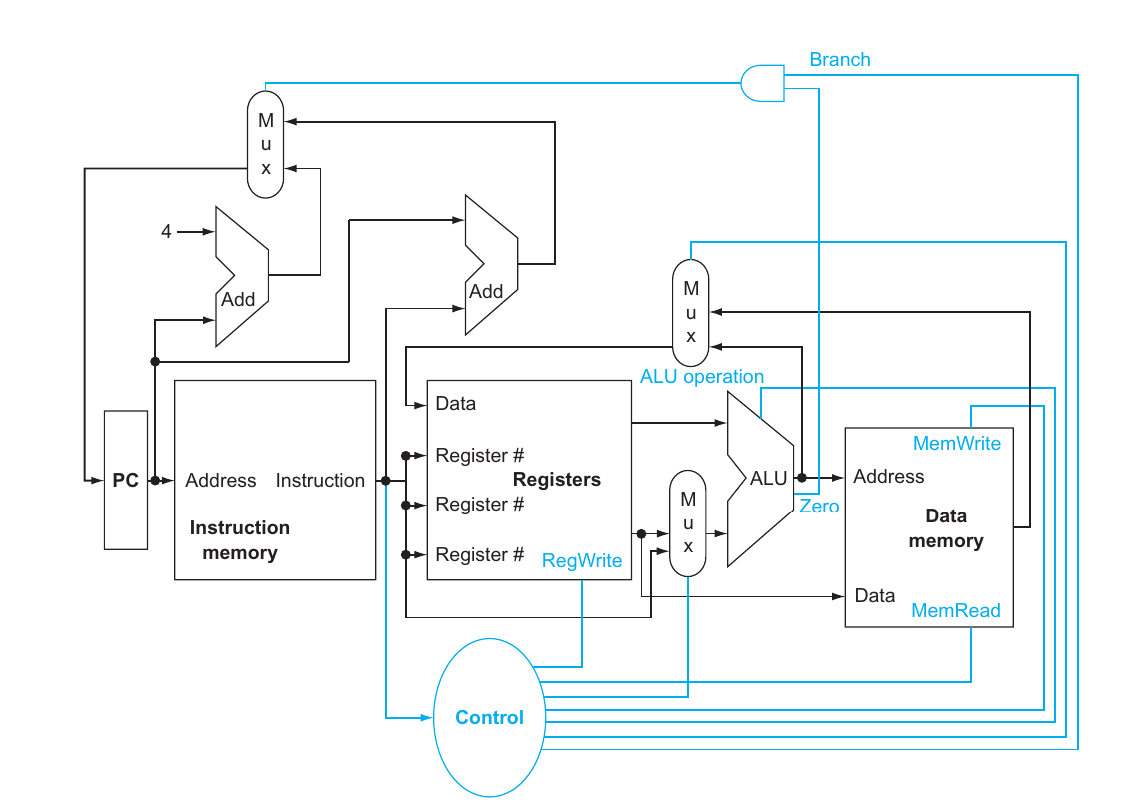 Branch
M
u
x
4
Add
Add
M
u
x
ALU operation
Data
Register #
Registers
Register #
Register #
RegWrite
PC
Address
Instruction
Instruction
memory
M
u
x
ALU
Zero
MemWrite
Address
Data
memory
Data
MemRead
Control